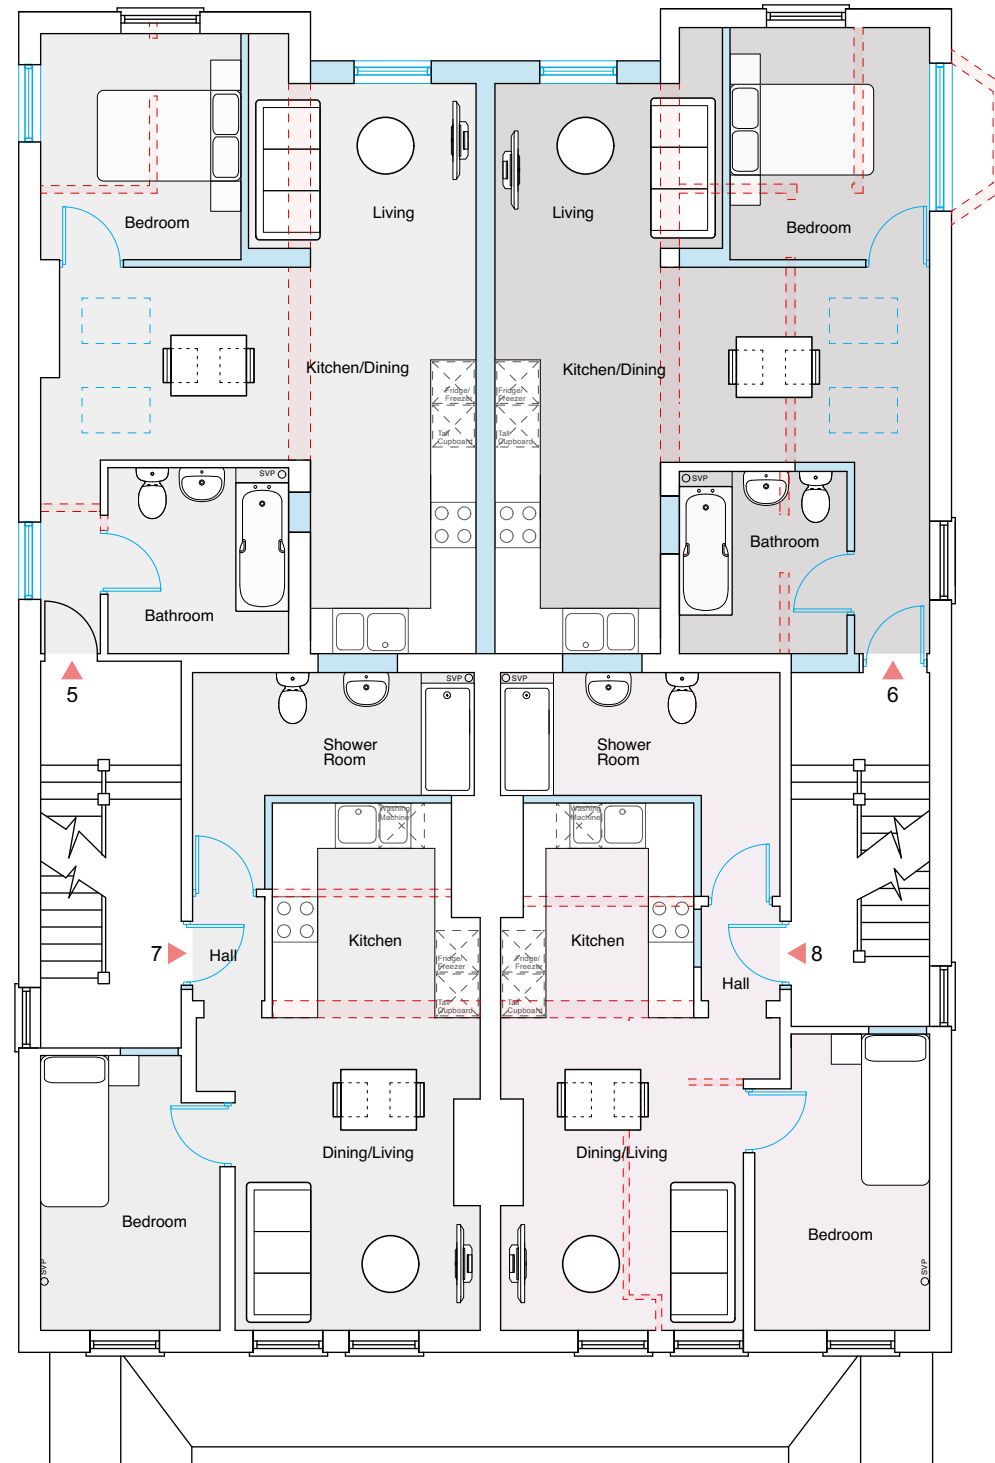 Bedroom
Living
Living
Bedroom
Kitchen/Dining
Kitchen/Dining
Fridge/
Freezer
Fridge/
Freezer
Tall
Cupboard
Tall
Cupboard
SVP
SVP
Bathroom
Bathroom
5
6
SVP
SVP
Shower
Room
Shower
Room
Washing
Machine
Washing
Machine
7
Hall
Kitchen
Kitchen
8
Fridge/
Freezer
Fridge/
Freezer
Hall
Tall
Cupboard
Tall
Cupboard
Dining/Living
Dining/Living
Bedroom
Bedroom
SVP
SVP